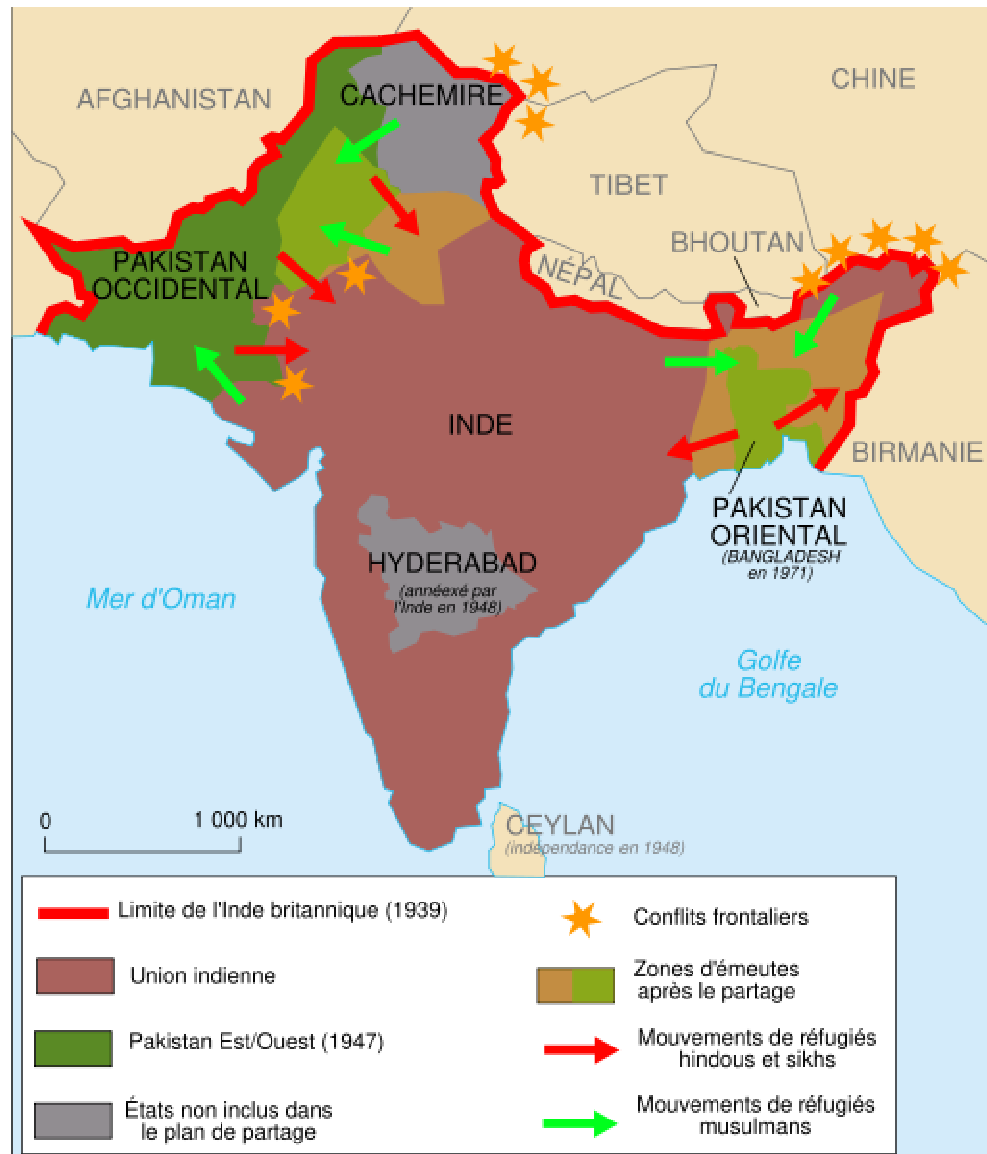 CHINE
AFGHANISTAN
CACHEMIRE
TIBET
BHOUTAN
NÉPAL
PAKISTAN
OCCIDENTAL
INDE
BIRMANIE
PAKISTAN
ORIENTAL
(BANGLADESH
en 1971)
HYDERABAD
(annéexé par
l'Inde en 1948)
Mer d'Oman
Golfe
du Bengale
0
1 000 km
CEYLAN
(indépendance en 1948)
Limite de l'Inde britannique (1939)
Union indienne
Pakistan Est/Ouest (1947)
États non inclus dans
le plan de partage
Conflits frontaliers
Zones d'émeutes
après le partage
Mouvements de réfugiés
hindous et sikhs
Mouvements de réfugiés
musulmans